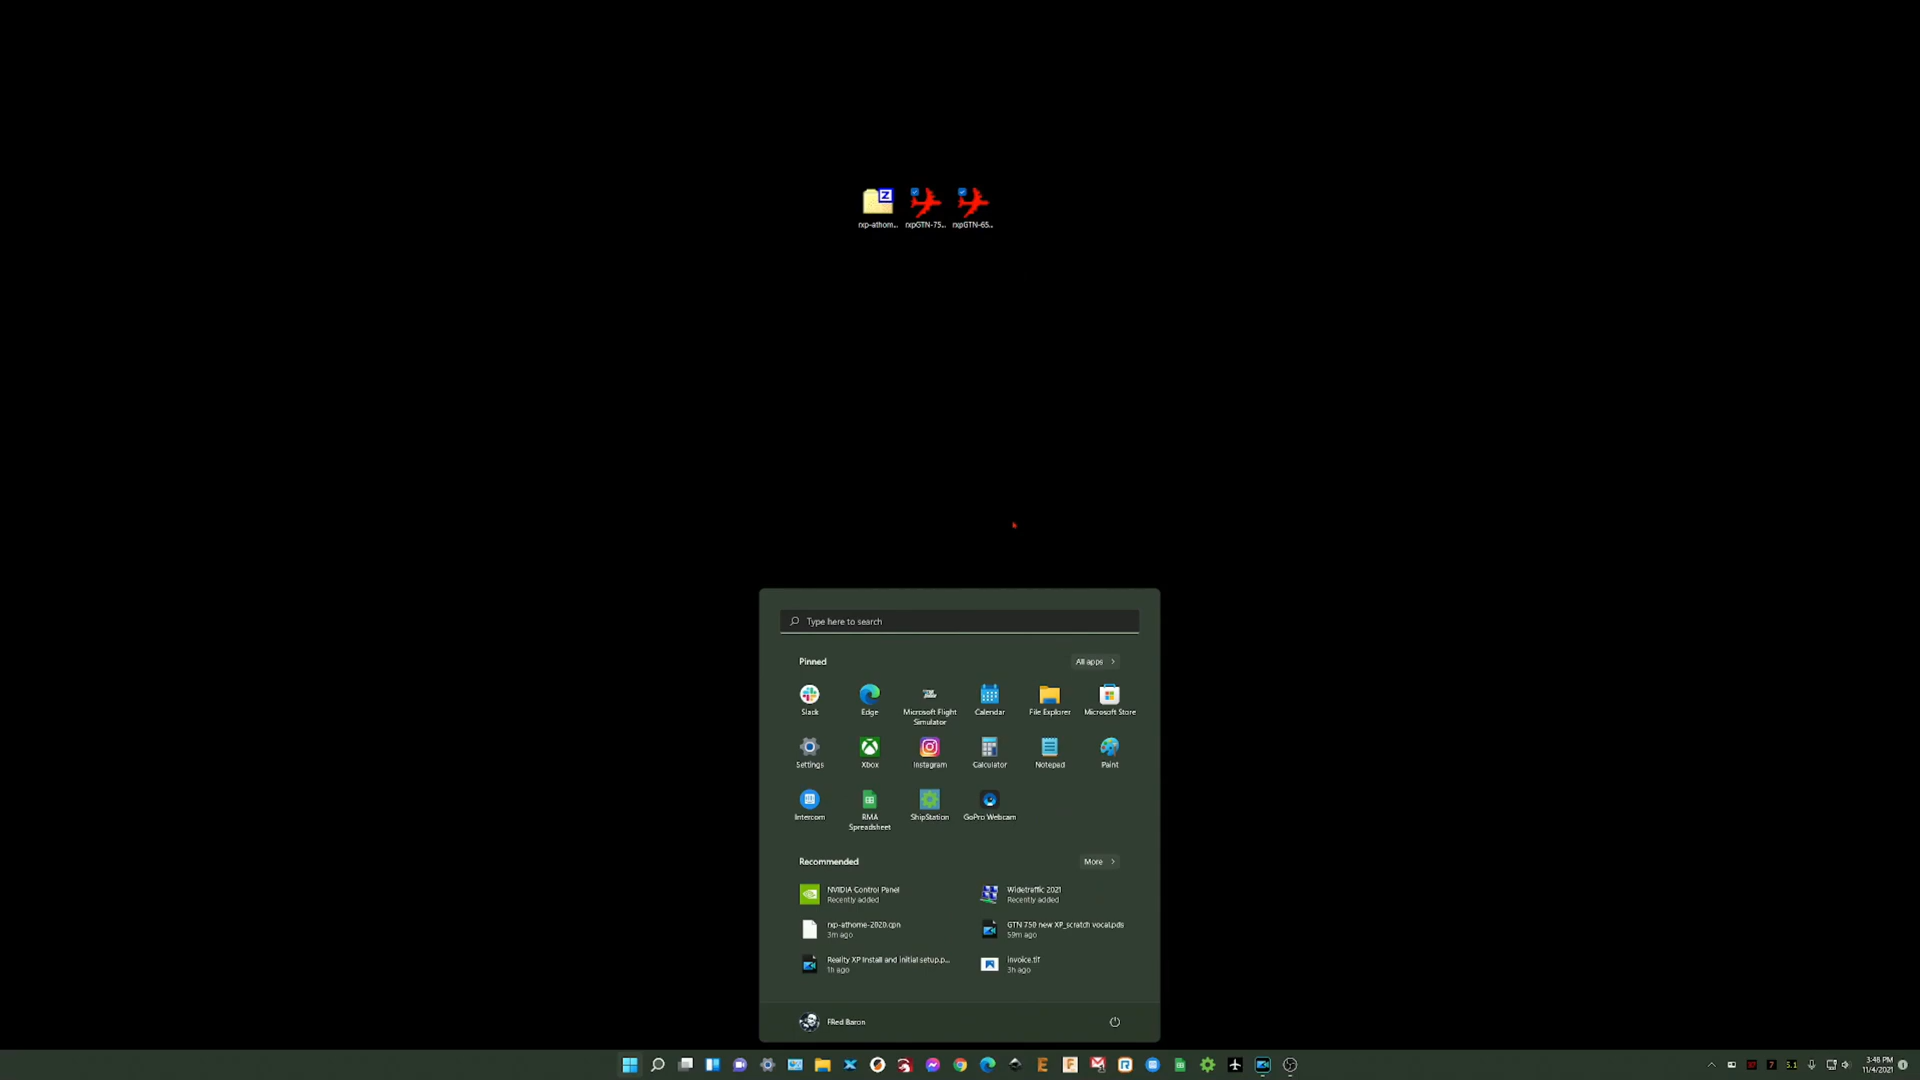 rxp-athom...
rxpGTN-75...
rxpGTN-65...
Type here to search
Pinned
All apps
Slack
Edge
Microsoft Flight
Simulator
Calendar
File Explorer
Microsoft Store
Settings
Xbox
Instagram
Calculator
Notepad
Paint
Intercom
RMA
Spreadsheet
ShipStation
GoPro Webcam
Recommended
More
NVIDIA Control Panel
Recently added
Widetraffic 2021
Recently added
rxp-athome-2020.cpn
3m ago
GTN 750 new XP_scratch vocal.pds
59m ago
Reality XP Install and initial setup.p...
1h ago
invoice.tif
3h ago
FRed Baron
3:48 PM
11/4/2021